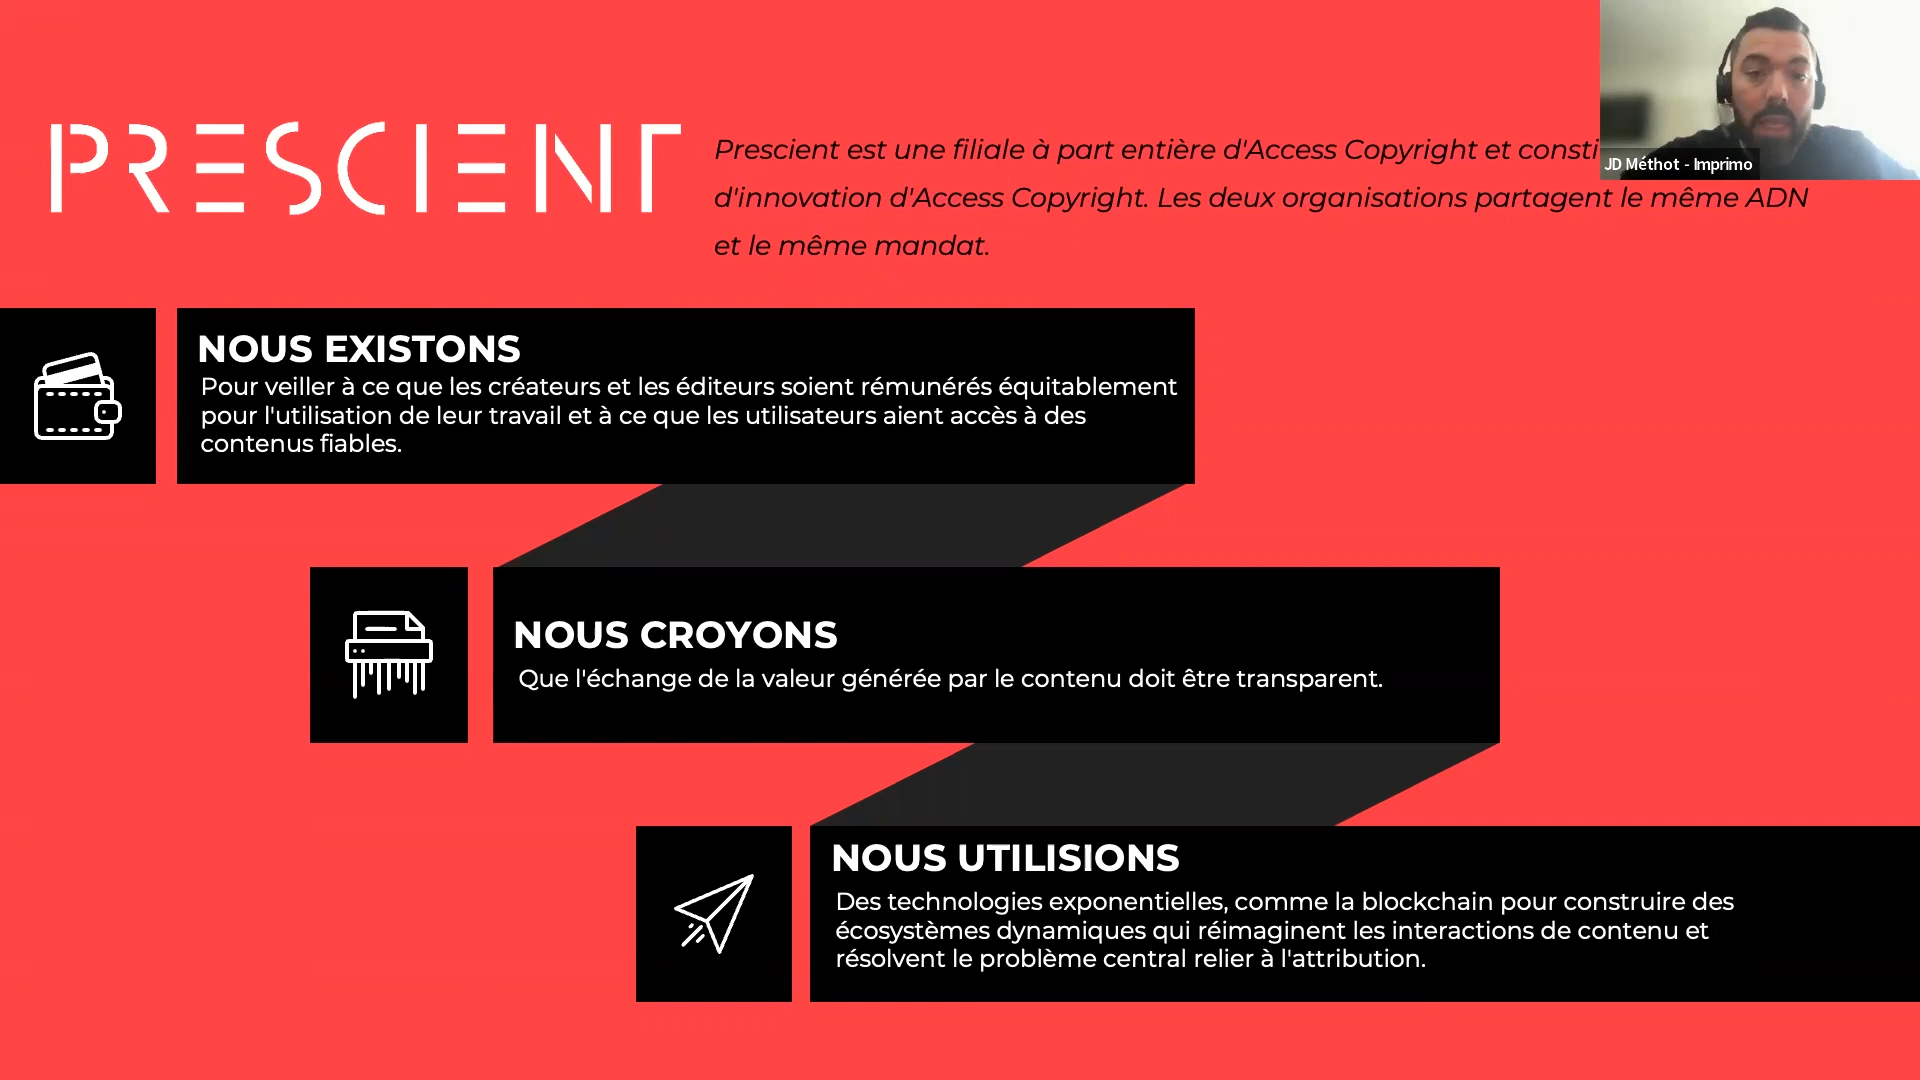 PRESCIENT
Prescient est une filiale à part entière d'Access Copyright et consti
d'innovation d'Access Copyright. Les deux organisations partagent le même ADN
et le même mandat.
JD Méthot - Imprimo
NOUS EXISTONS
Pour veiller à ce que les créateurs et les éditeurs soient rémunérés équitablement
pour l'utilisation de leur travail et à ce que les utilisateurs aient accès à des
contenus fiables.
NOUS CROYONS
Que l'échange de la valeur générée par le contenu doit être transparent.
NOUS UTILISIONS
Des technologies exponentielles, comme la blockchain pour construire des
écosystèmes dynamiques qui réimaginent les interactions de contenu et
résolvent le problème central relier à l'attribution.